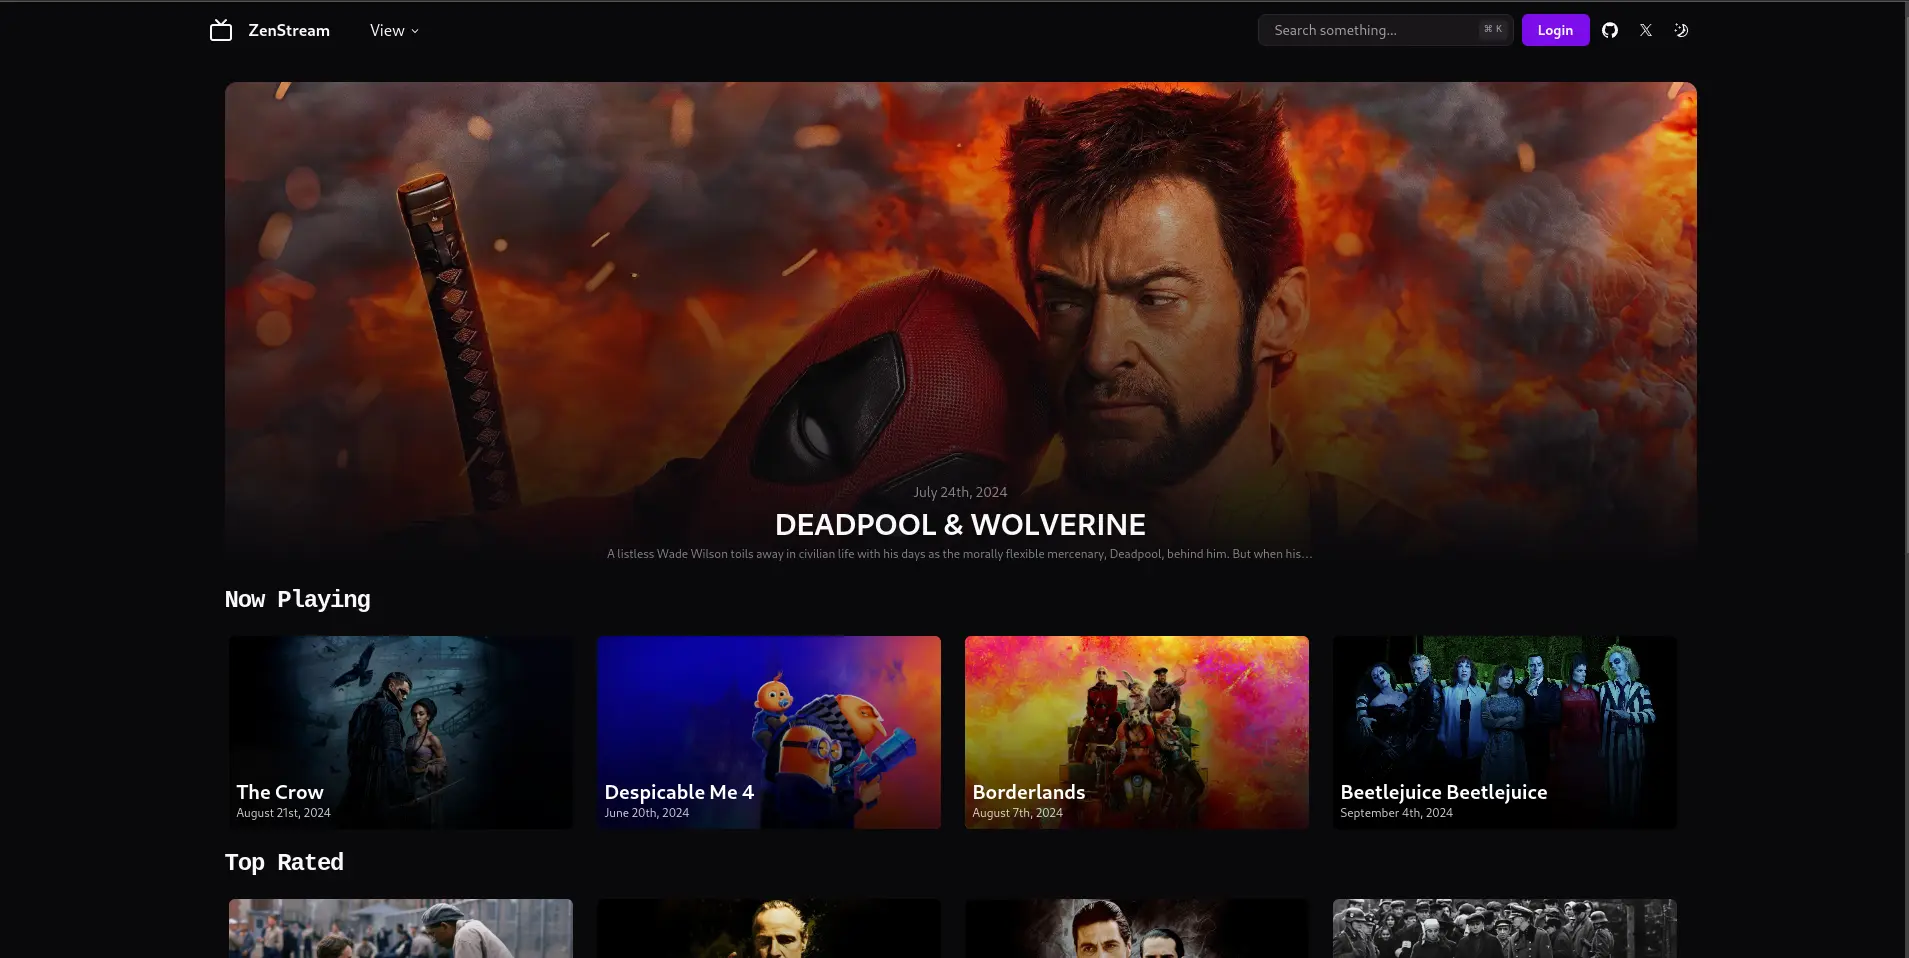 ZenStream
View
Search something...
⌘ K
Login
July 24th, 2024
DEADPOOL & WOLVERINE
A listless Wade Wilson toils away in civilian life with his days as the morally flexible mercenary, Deadpool, behind him. But when his...
Now Playing
The Crow
August 21st, 2024
Despicable Me 4
June 20th, 2024
Borderlands
August 7th, 2024
Beetlejuice Beetlejuice
September 4th, 2024
Top Rated